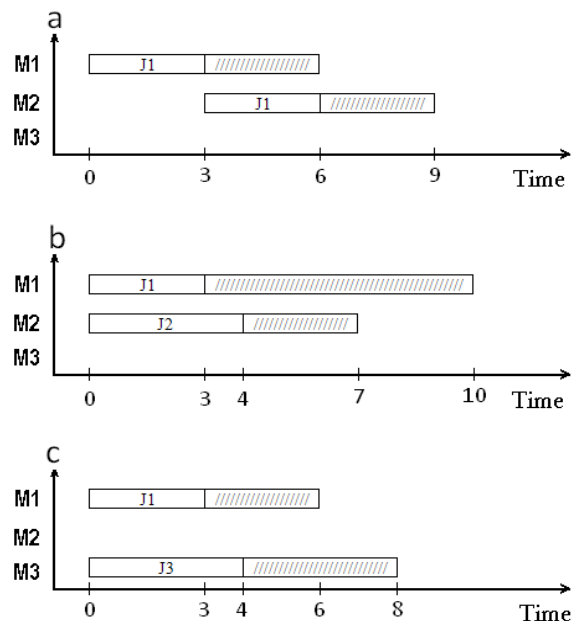 a
M1 J1
M2 J1
M3
0 3 6 9 Time
b
M1 J1
M2 J2
M3
0 3 4 7 10 Time
c
M1 J1
M2
M3 J3
0 3 4 6 8 Time